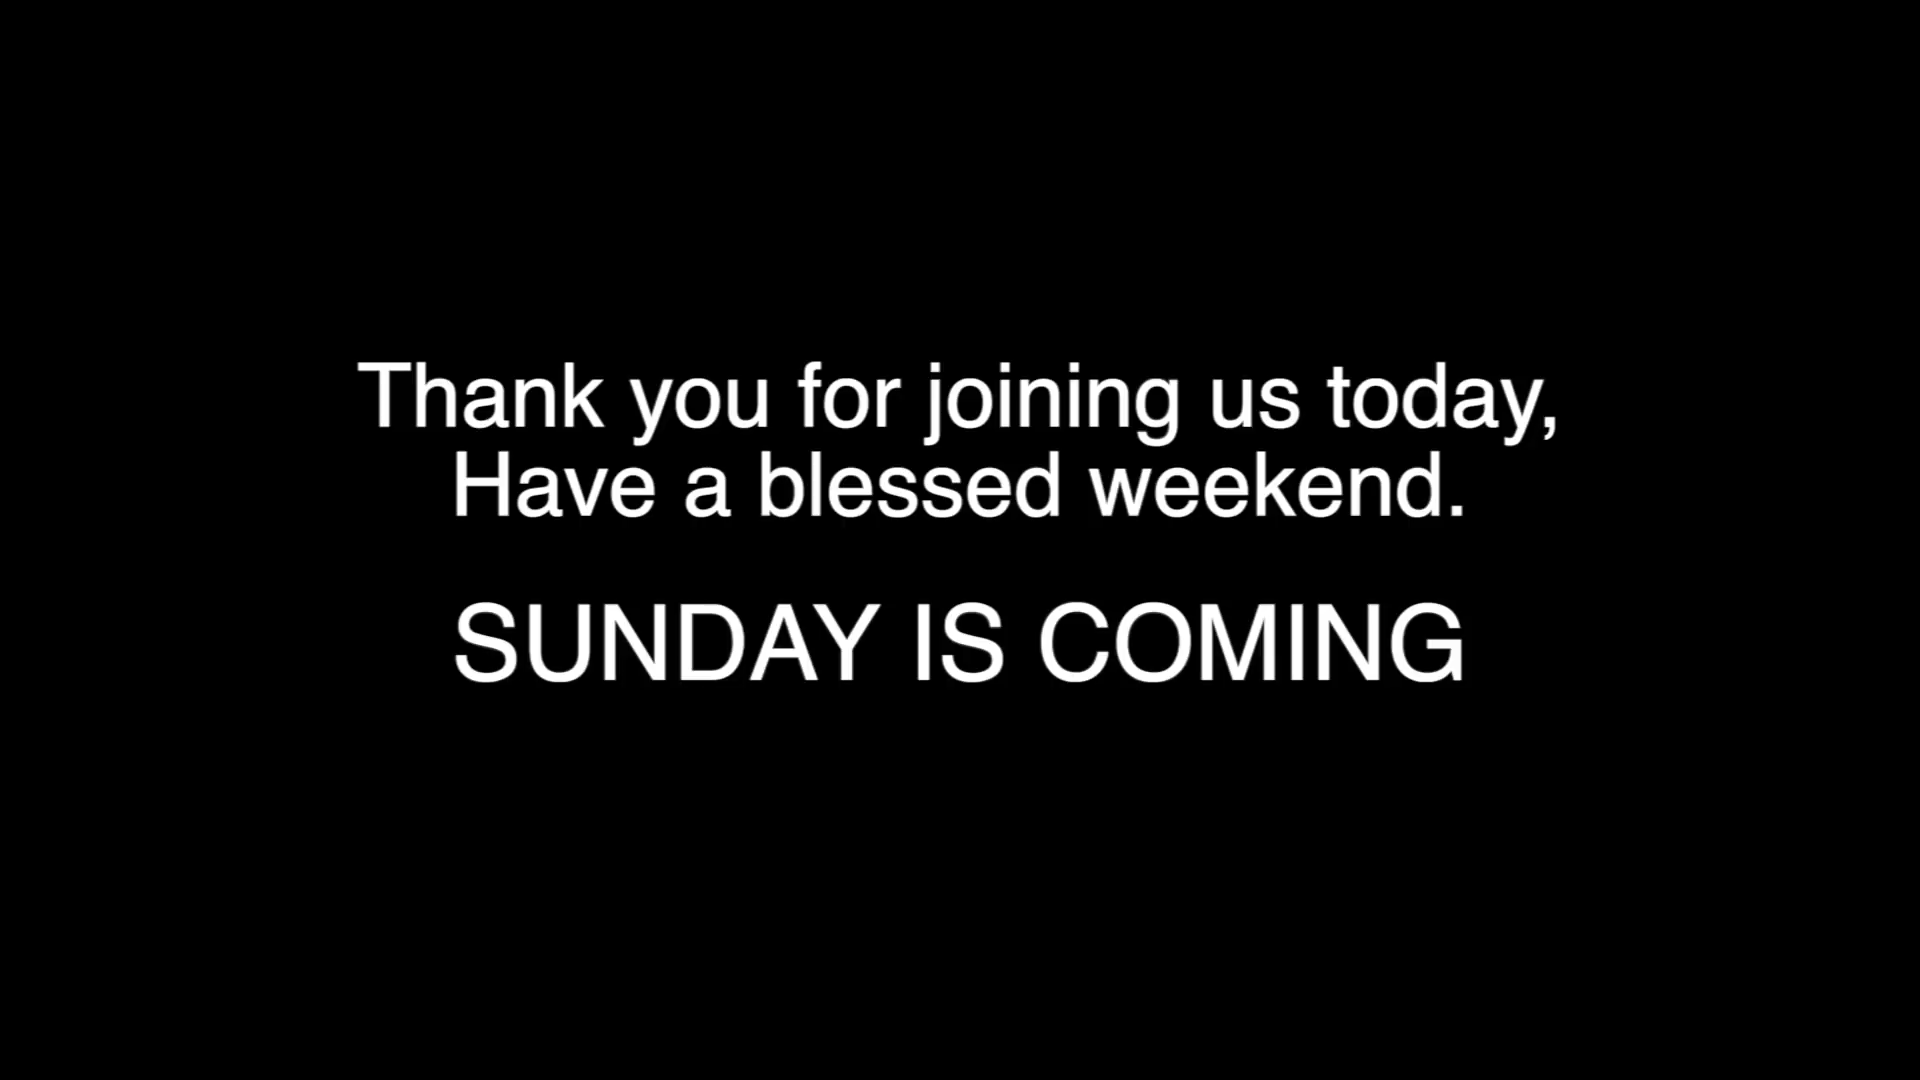 Thank you for joining us today,
Have a blessed weekend.
SUNDAY IS COMING